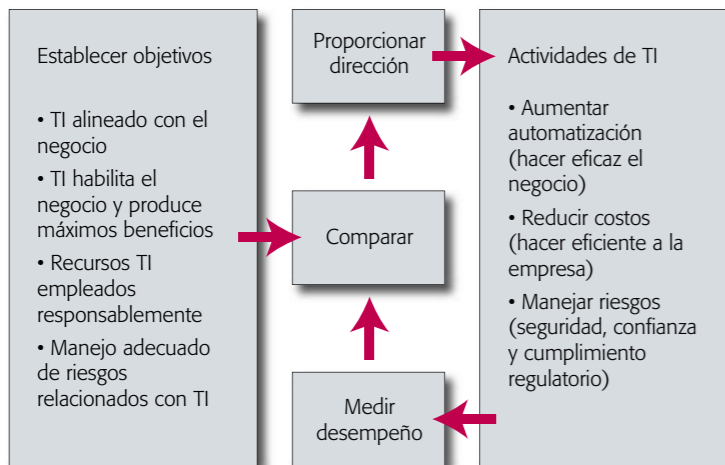 Establecer objetivos
• TI alineado con el
negocio
• TI habilita el
negocio y produce
máximos beneficios
• Recursos TI
empleados
responsablemente
• Manejo adecuado
de riesgos
relacionados con TI
Proporcionar
dirección
Comparar
Medir
desempeño
Actividades de TI
• Aumentar
automatización
(hacer eficaz el
negocio)
• Reducir costos
(hacer eficiente a la
empresa)
• Manejar riesgos
(seguridad, confianza
y cumplimiento
regulatorio)